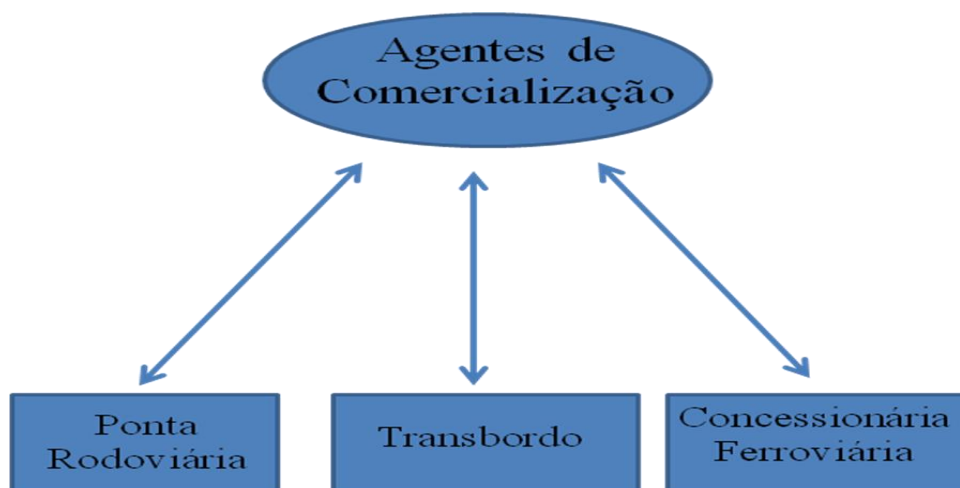 Agentes de
Comercialização
Ponta
Rodoviária
Transbordo
Concessionária
Ferroviária